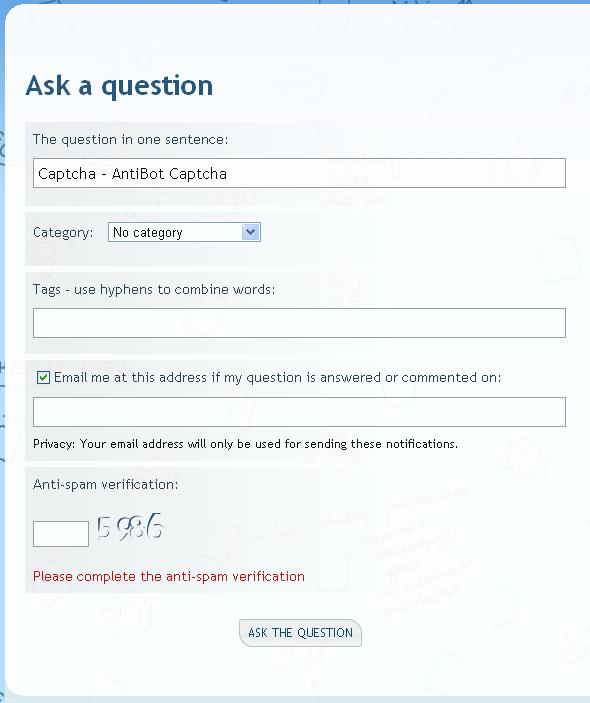 Ask a question
The question in one sentence:
Captcha - AntiBot Captcha
Category: No category
Tags - use hyphens to combine words:
Email me at this address if my question is answered or commented on:
Privacy: Your email address will only be used for sending these notifications.
Anti-spam verification:
5986
Please complete the anti-spam verification
ASK THE QUESTION